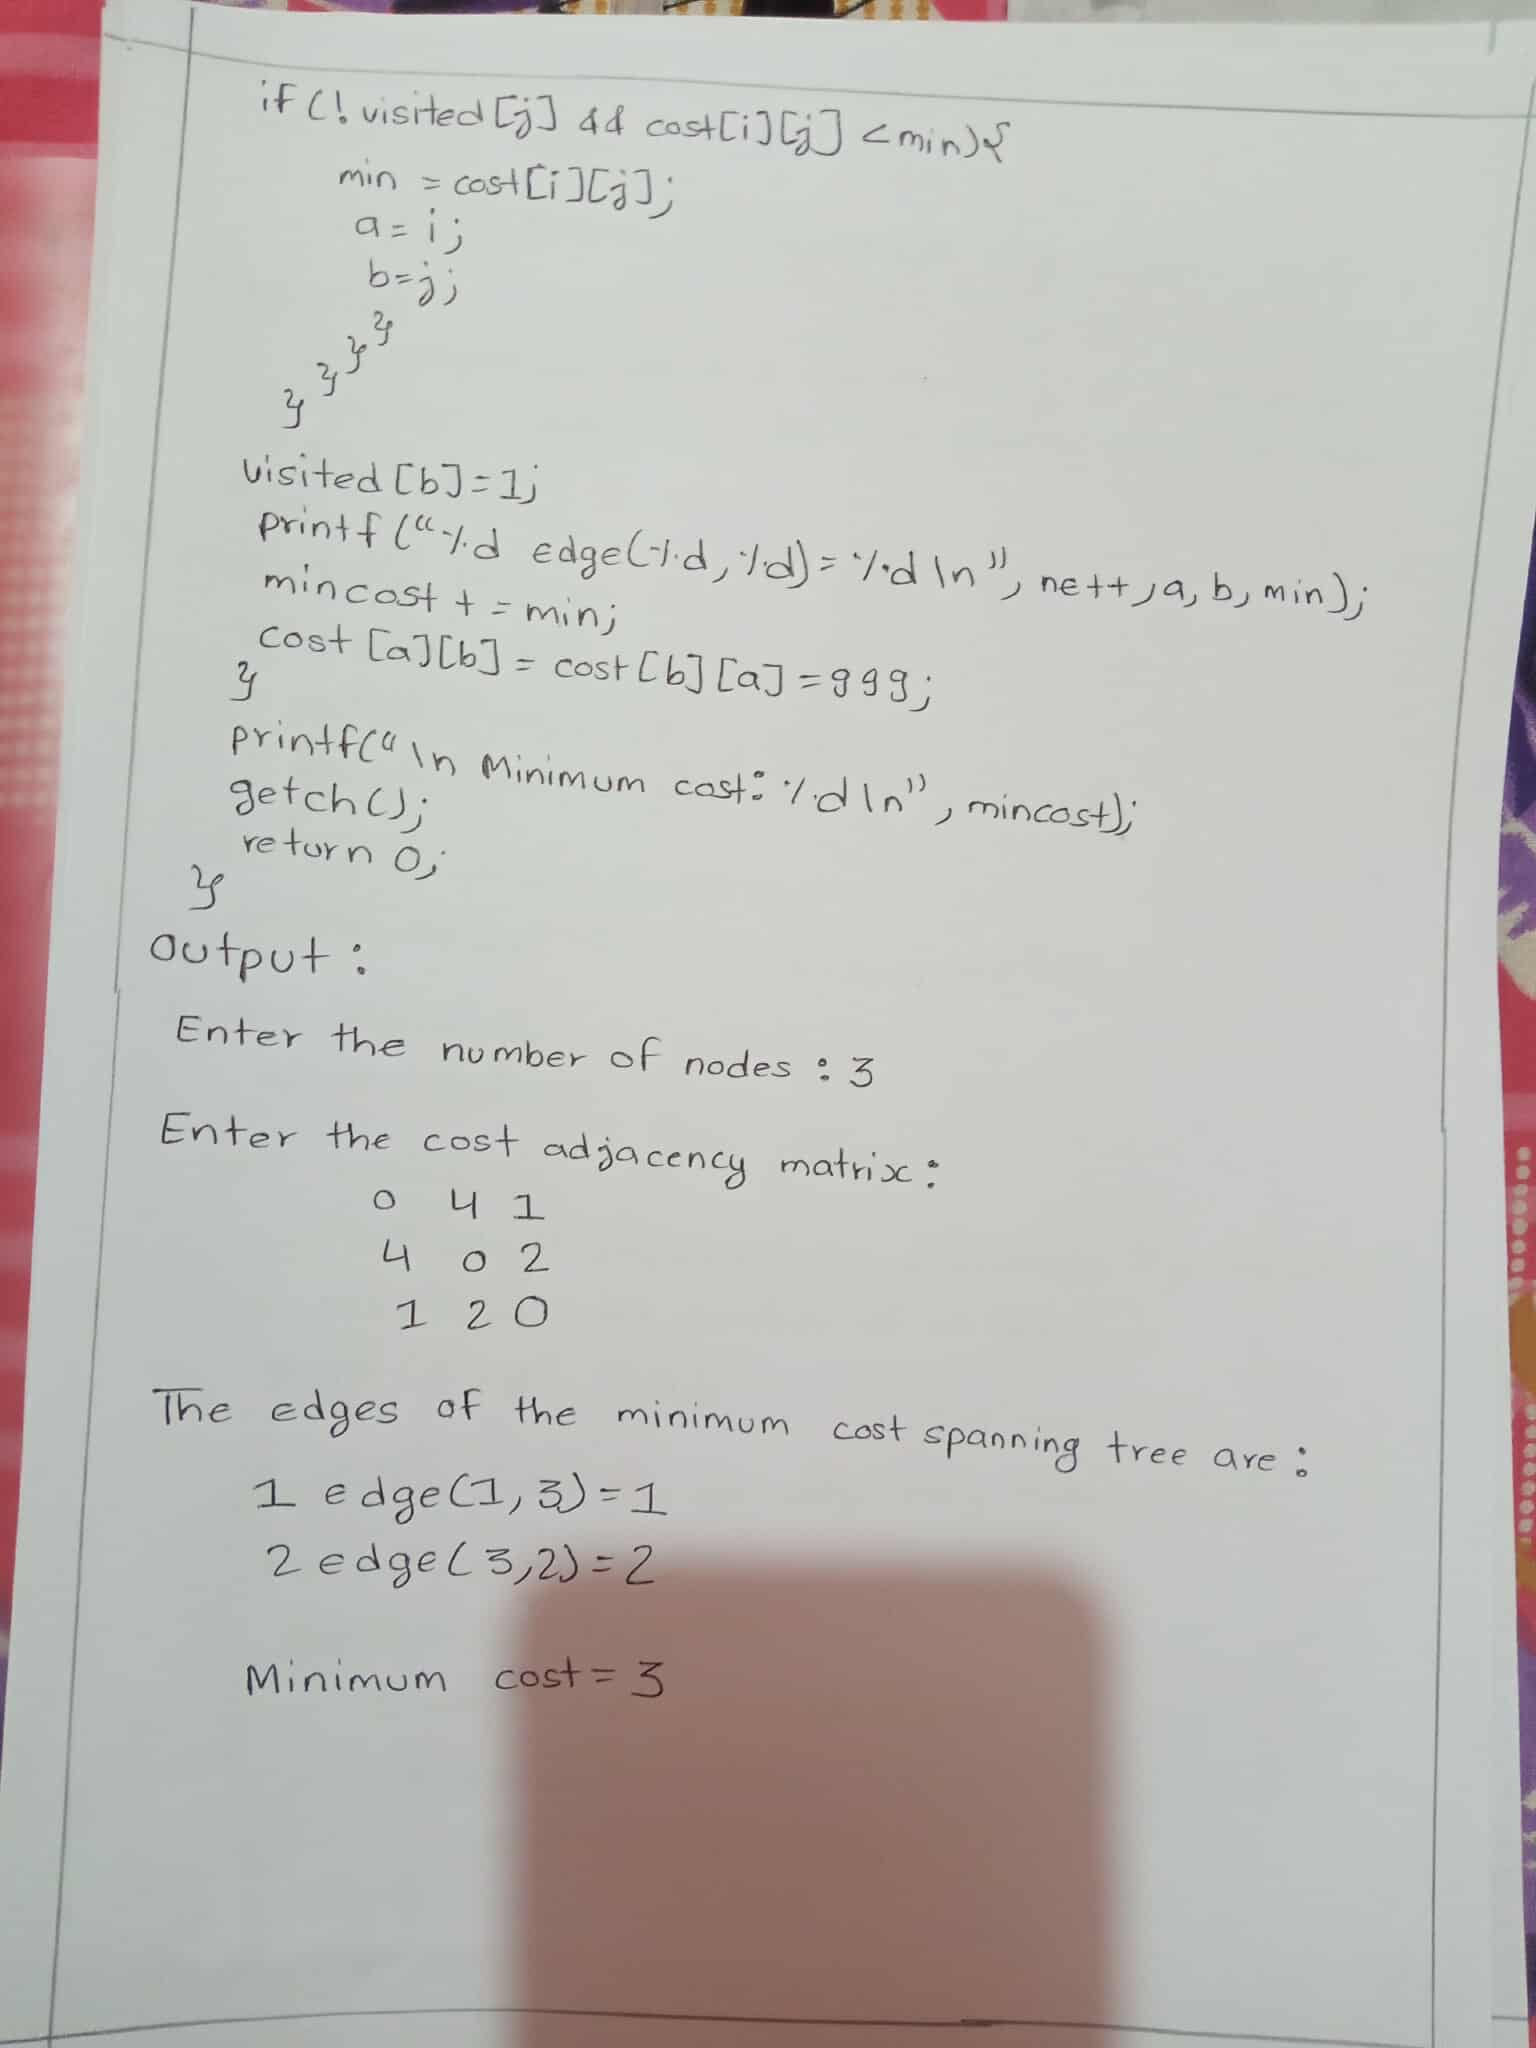 if (! visited [j] && cost[i][j] < min){
min = cost[i][j];
a = i;
b=j;
}
}
}
}
visited [b]=1;
printf ("%d edge(%d, %d) = %d \n", ne++, a, b, min);
mincost + = min;
cost [a][b] = cost [b] [a] = 999;
}
printf("\n Minimum cost: %d \n", mincost);
getch();
return 0;
}
output :
Enter the number of nodes : 3
Enter the cost adjacency matrix :
0 4 1
4 0 2
1 2 0
The edges of the minimum cost spanning tree are :
1 edge(1, 3) = 1
2 edge(3,2) = 2
Minimum cost = 3